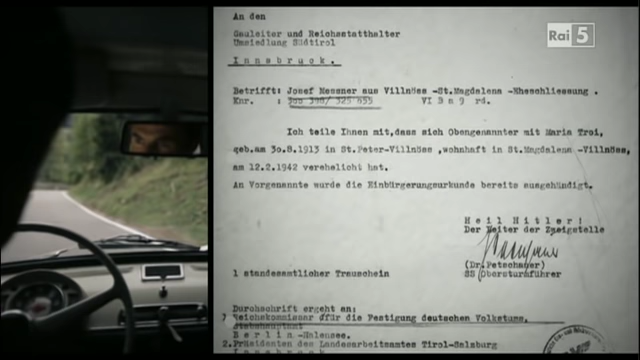 An den
Gauleiter und Reichsstatthalter
Umsiedlung Südtirol
Innsbruck.
Rai 5
Betrifft: Josef Messner aus Villnöss -St.Magdalena -Eheschliessung.
Knr. :
Ich teile Ihnen mit,dass sich Obengenannter mit Maria Troi,
geb.am 30.8.1913 in St.Peter-Villnöss ,wohnhaft in St.Magdalena -Villnöss,
am 12.2.1942 verehelicht hat.
An Vorgenannte wurde die Einbürgerungsurkunde bereits ausgehändigt.
Heil Hitler!
Der Leiter der Zweigstelle
SS Obersturmführer
1 standesamtlicher Trauschein
Durchschrift ergeht an:
Reichskommissar für die Festigung deutschen Volkstums,
Berlin -Halensee.
2.Präsidenten des Landesarbeitsamtes Tirol-Salzburg
Innsbruck